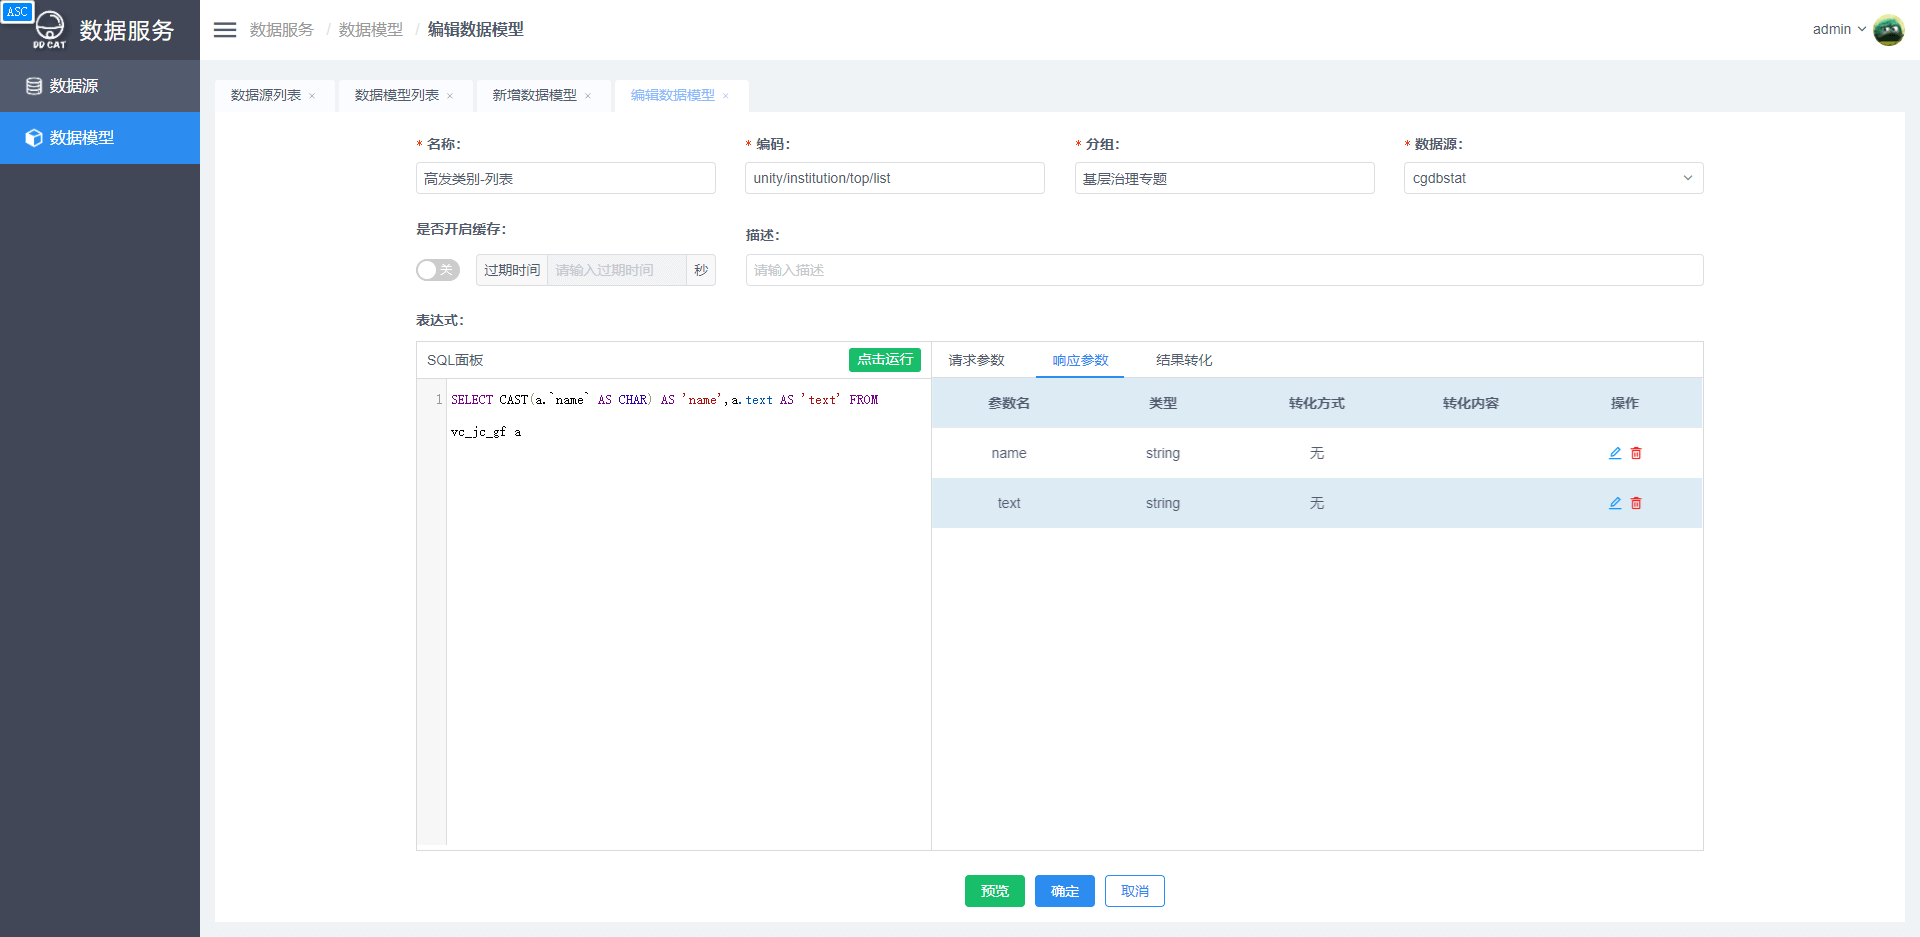 ASC
DD CAT
数据服务
数据服务 / 数据模型 / 编辑数据模型
admin
数据源
数据模型
数据源列表 ×
数据模型列表 ×
新增数据模型 ×
编辑数据模型 ×
* 名称:
* 编码:
* 分组:
* 数据源:
高发类别-列表
unity/institution/top/list
基层治理专题
cgdbstat
是否开启缓存:
描述:
关
过期时间
请输入过期时间
秒
请输入描述
表达式:
SQL面板
点击运行
请求参数
响应参数
结果转化
1 SELECT CAST(a.`name` AS CHAR) AS 'name',a.text AS 'text' FROM
vc_jc_gf a
参数名 类型 转化方式 转化内容 操作
name string 无
text string 无
预览
确定
取消